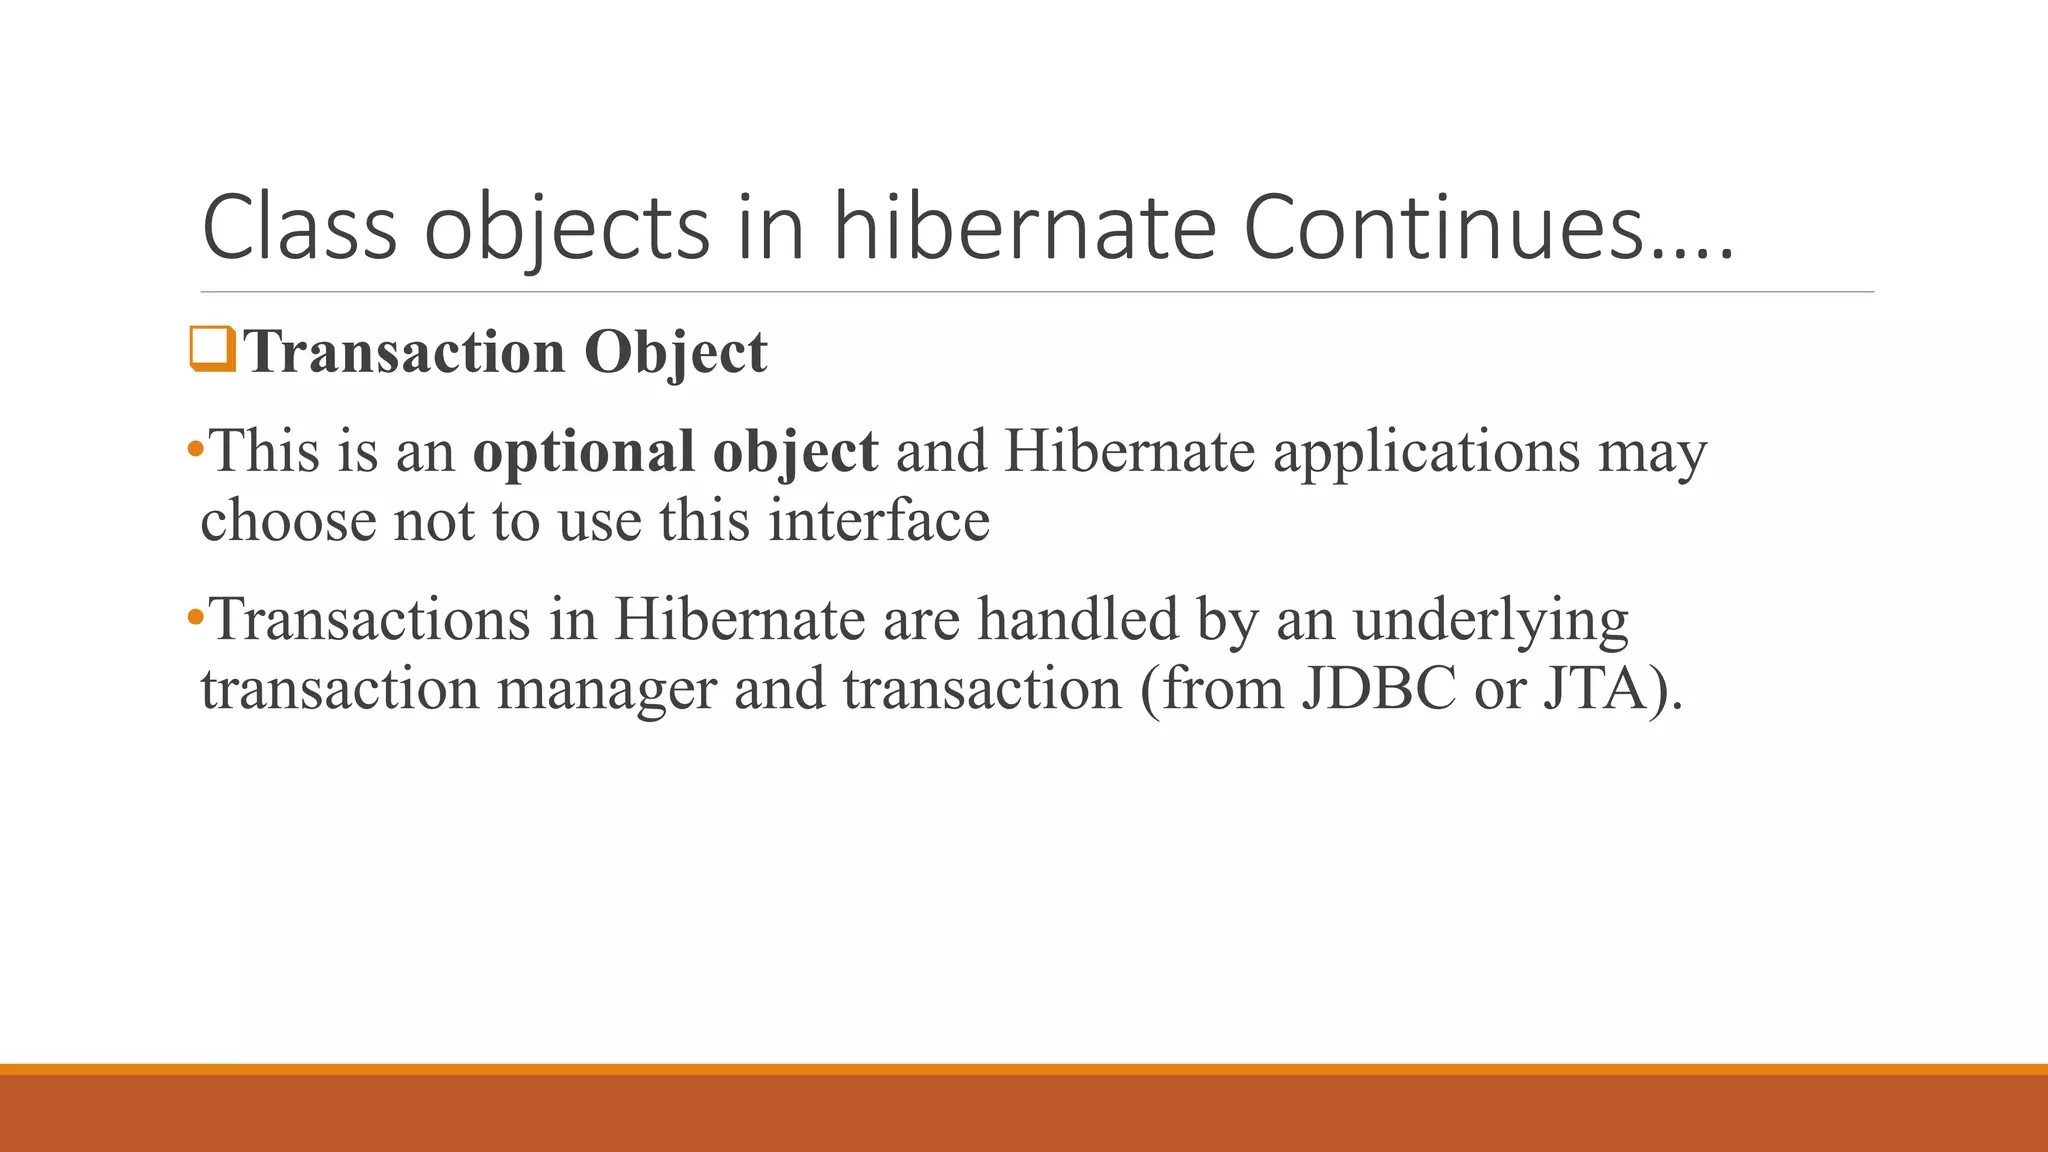 Class objects in hibernate Continues....
❑Transaction Object
•This is an optional object and Hibernate applications may
choose not to use this interface
•Transactions in Hibernate are handled by an underlying
transaction manager and transaction (from JDBC or JTA).